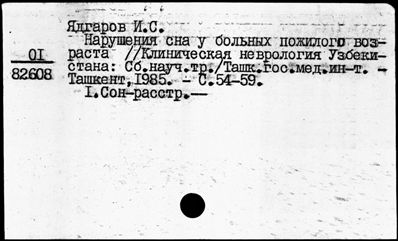 Ядгаров И.С.
Нарушения сна у больных пожилого воз-
01 раста //Клиническая неврология Узбеки-
82608 стана: Сб.науч.тр./Ташк.Гос.мед.ин-т. -
Ташкент,1985. - С.54-59.
I.Сон-расстр.—